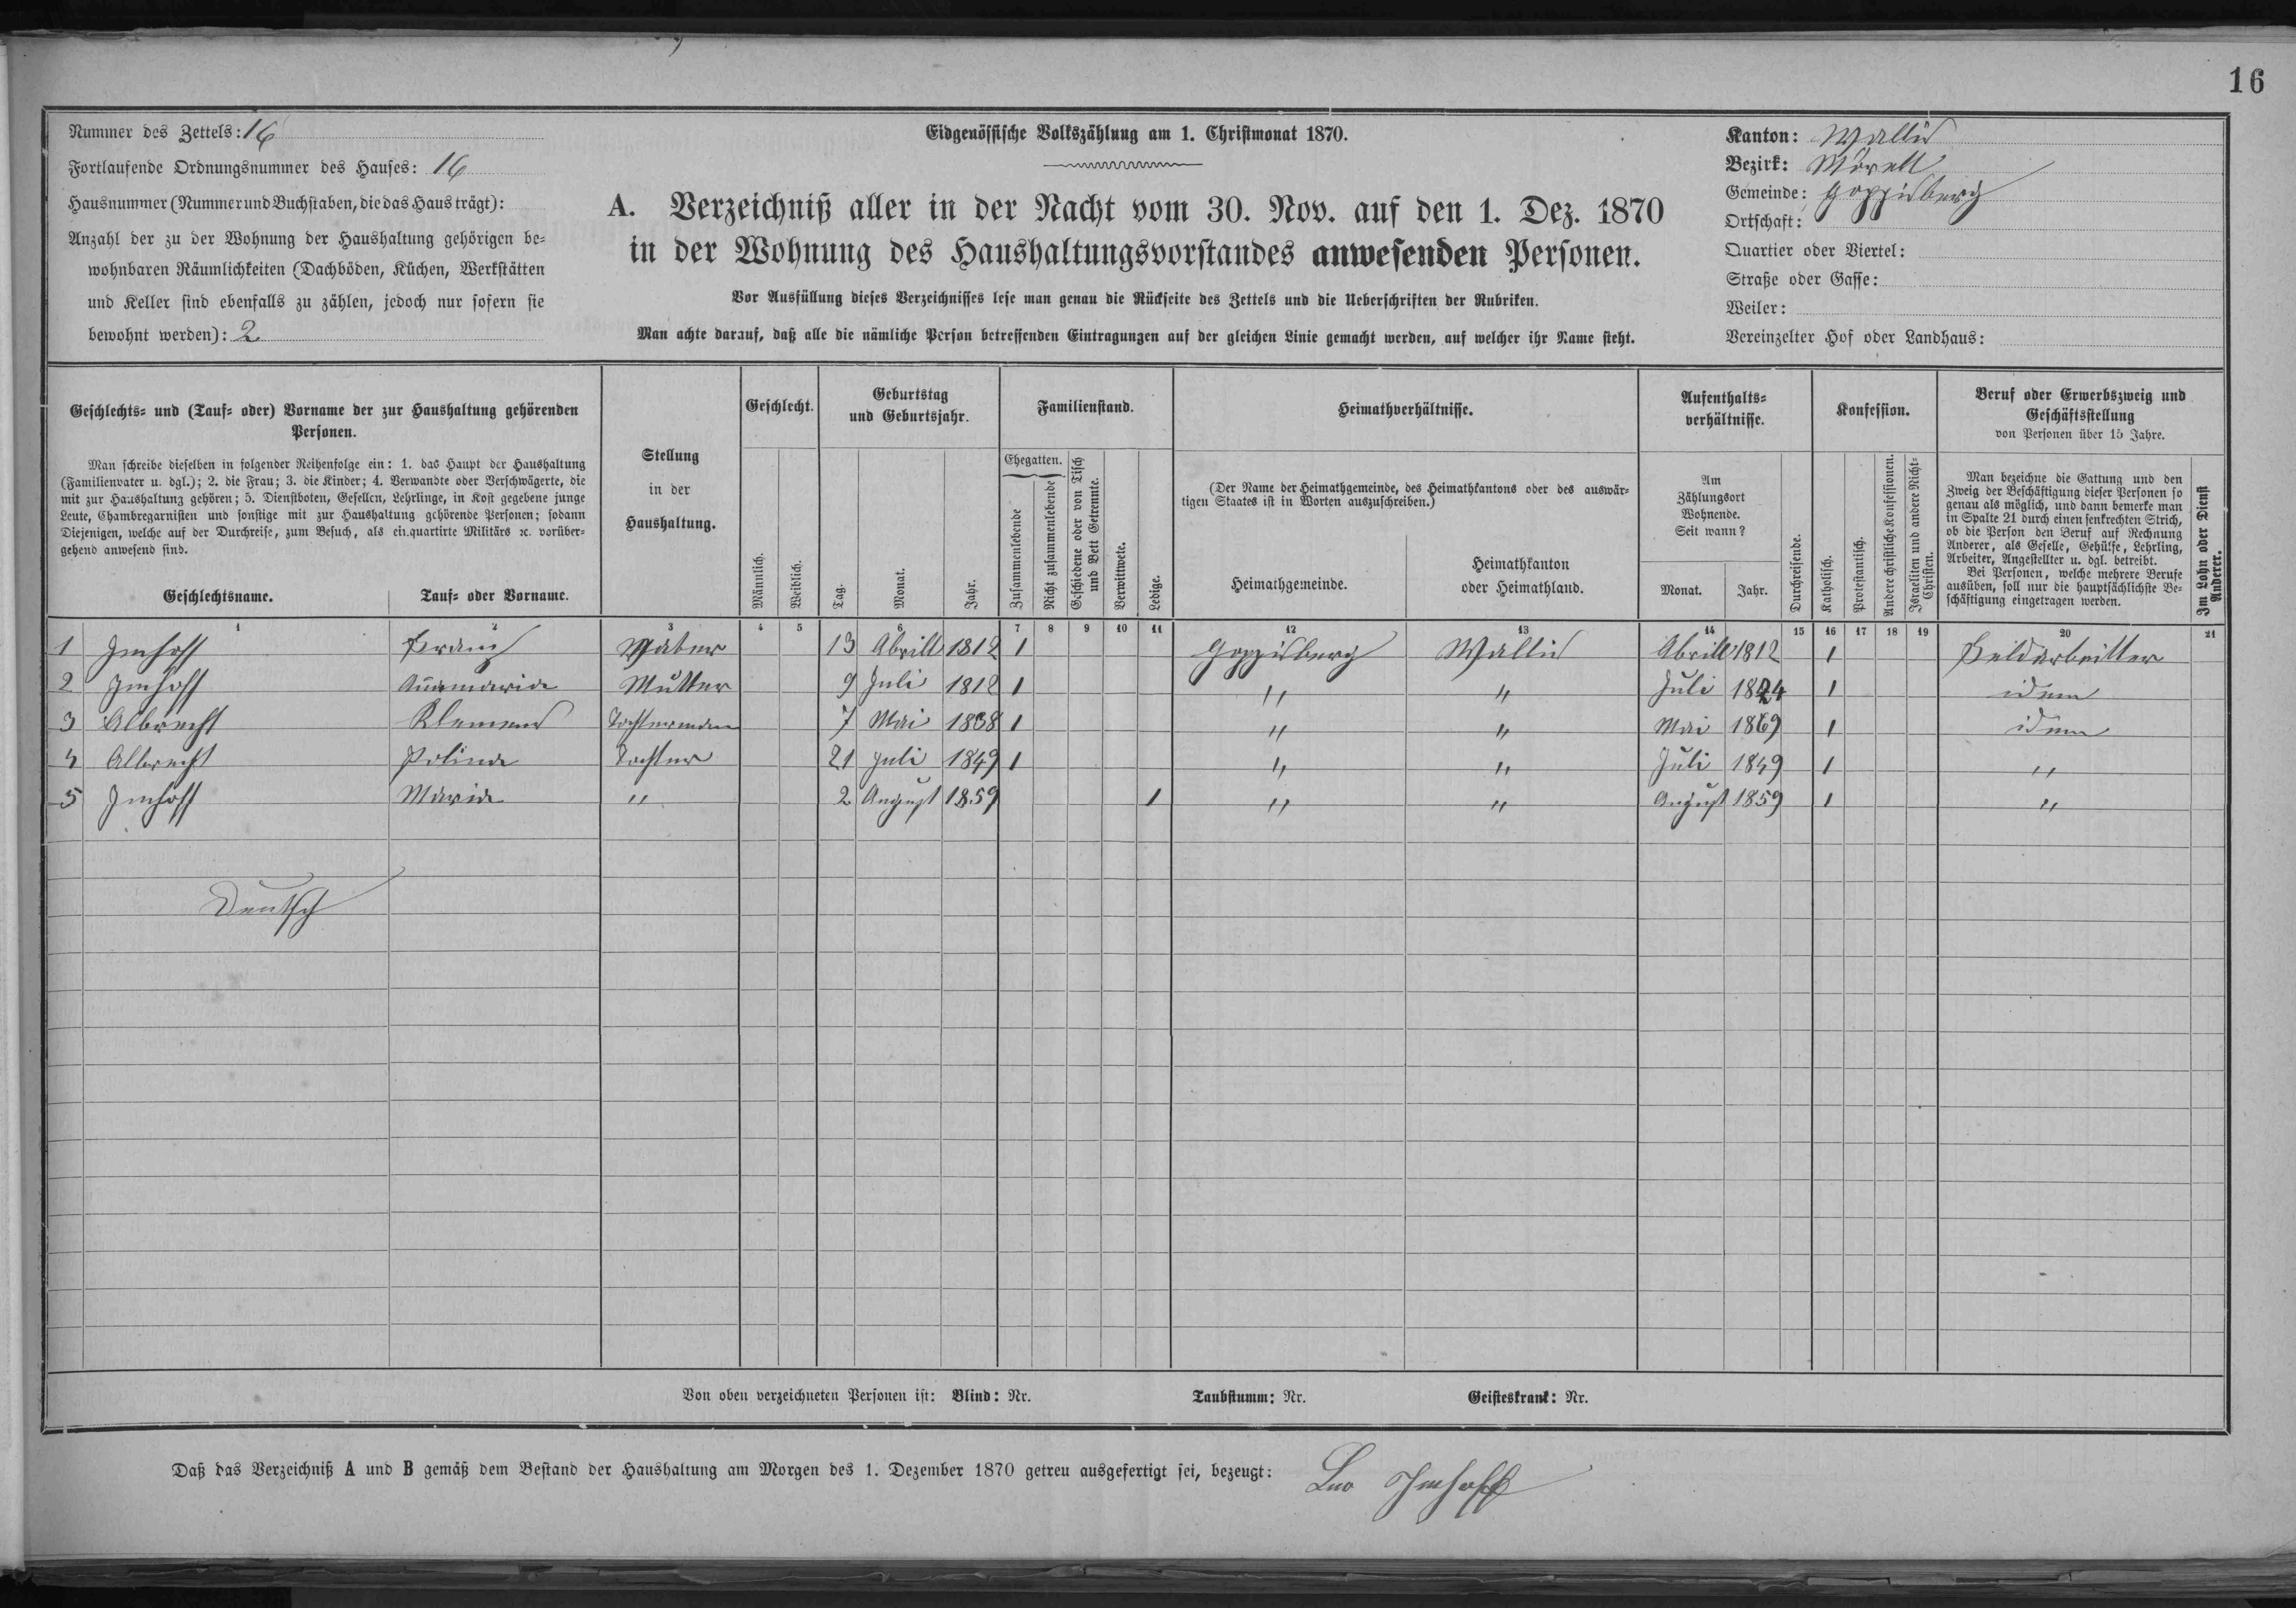 16
Nummer des Zettels: 16
Fortlaufende Ordnungsnummer des Hauses: 16
Hausnummer (Nummer und Buchstaben, die das Haus trägt):
Anzahl der zu der Wohnung der Haushaltung gehörigen be=
wohnbaren Räumlichkeiten (Dachböden, Küchen, Werkstätten
und Keller sind ebenfalls zu zählen, jedoch nur sofern sie
bewohnt werden): 2
Eidgenössische Volkszählung am 1. Christmonat 1870.
A. Verzeichniß aller in der Nacht vom 30. Nov. auf den 1. Dez. 1870
in der Wohnung des Haushaltungsvorstandes anwesenden Personen.
Vor Ausfüllung dieses Verzeichnisses lese man genau die Rückseite des Zettels und die Ueberschriften der Rubriken.
Man achte darauf, daß alle die nämliche Person betreffenden Eintragungen auf der gleichen Linie gemacht werden, auf welcher ihr Name steht.
Kanton: Wallis
Bezirk: Mörell
Gemeinde: Goppisberg
Ortschaft:
Quartier oder Viertel:
Straße oder Gasse:
Weiler:
Vereinzelter Hof oder Landhaus:
Geschlechts= und (Tauf= oder) Vorname der zur Haushaltung gehörenden
Personen.
Man schreibe dieselben in folgender Reihenfolge ein: 1. das Haupt der Haushaltung
(Familienvater u. dgl.); 2. die Frau; 3. die Kinder; 4. Verwandte oder Verschwägerte, die
mit zur Haushaltung gehören; 5. Dienstboten, Gesellen, Lehrlinge, in Kost gegebene junge
Leute, Chambregarnisten und sonstige mit zur Haushaltung gehörende Personen; sodann
Diejenigen, welche auf der Durchreise, zum Besuch, als einquartirte Militärs ꝛc. vorüber=
gehend anwesend sind.
Geschlechtsname. Tauf= oder Vorname.
Stellung
in der
Haushaltung.
Geschlecht.
Männlich.
Weiblich.
Geburtstag
und Geburtsjahr.
Tag.
Monat.
Jahr.
Familienstand.
Ehegatten.
Zusammenlebende
Nicht zusammenlebende
Geschiedene oder von Tisch
und Bett Getrennte.
Verwittwete.
Ledige.
Heimathverhältnisse.
(Der Name der Heimathgemeinde, des Heimathkantons oder des auswär=
tigen Staates ist in Worten auszuschreiben.)
Heimathgemeinde.
Heimathkanton
oder Heimathland.
Aufenthalts=
verhältnisse.
Am
Zählungsort
Wohnende.
Seit wann?
Monat. Jahr.
Durchreisende.
Konfession.
Katholisch.
Protestantisch.
Andere christliche Konfessionen.
Israeliten und andere Nicht=
Christen.
Beruf oder Erwerbszweig und
Geschäftsstellung
von Personen über 15 Jahre.
Man bezeichne die Gattung und den
Zweig der Beschäftigung dieser Personen so
genau als möglich, und dann bemerke man
in Spalte 21 durch einen senkrechten Strich,
ob die Person den Beruf auf Rechnung
Anderer, als Geselle, Gehülfe, Lehrling,
Arbeiter, Angestellter u. dgl. betreibt.
Bei Personen, welche mehrere Berufe
ausüben, soll nur die hauptsächlichste Be=
schäftigung eingetragen werden.
Im Lohn oder Dienst
Anderer.
1 2 3 4 5 6 7 8 9 10 11 12 13 14 15 16 17 18 19 20 21
1 Imhoff Franz Vater 13 Abrill 1812 1 Goppisberg Wallis Abrill 1812 1 Feldarbeitter
2 Imhoff Anamaria Mutter 9 Juli 1812 1 " " Juli 1824 1 idem
3 Albrecht Klemens Tochtermann 7 Mai 1838 1 " " Mai 1869 1 idem
4 Albrecht Polina Tochter 21 Juli 1849 1 " " Juli 1849 1 "
5 Imhoff Maria " 2 August 1859 1 " " August 1859 1 "
Deutsch
Von oben verzeichneten Personen ist: Blind: Nr. Taubstumm: Nr. Geisteskrank: Nr.
Daß das Verzeichniß A und B gemäß dem Bestand der Haushaltung am Morgen des 1. Dezember 1870 getreu ausgefertigt sei, bezeugt: Leo Imhoff